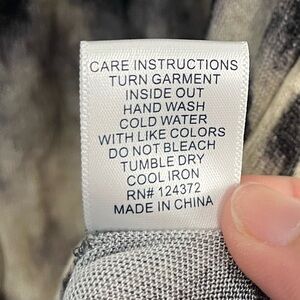 CARE INSTRUCTIONS
TURN GARMENT
INSIDE OUT
HAND WASH
COLD WATER
WITH LIKE COLORS
DO NOT BLEACH
TUMBLE DRY
COOL IRON
RN# 124372
MADE IN CHINA